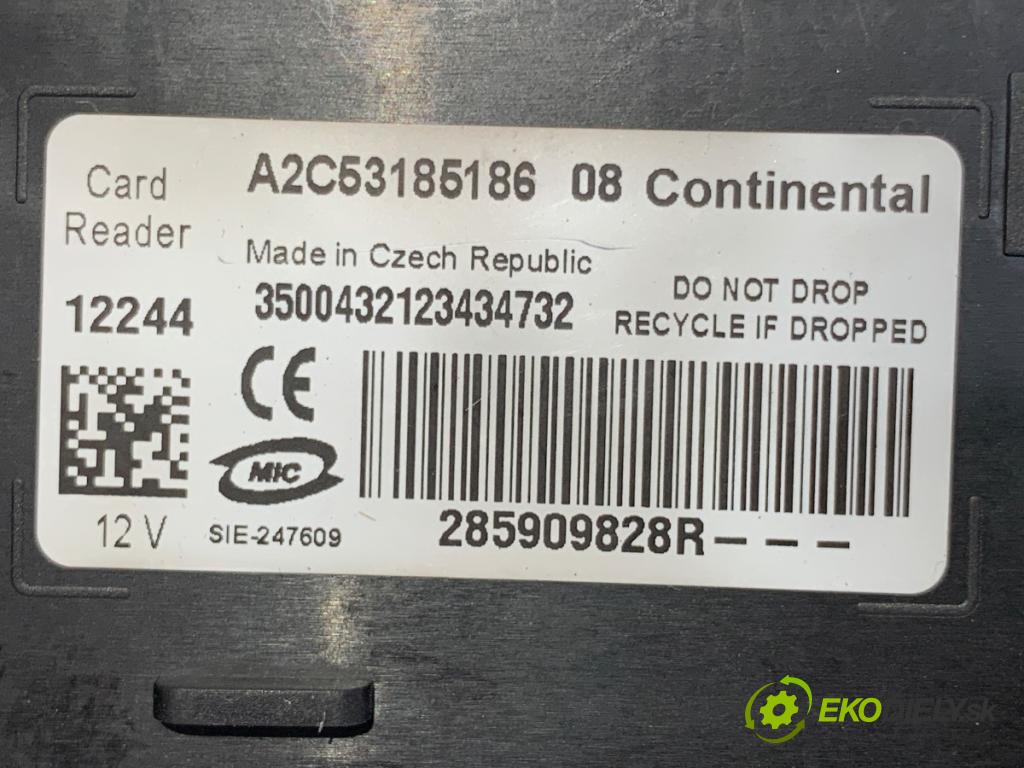 Card
Reader
A2C53185186 08 Continental
Made in Czech Republic
12244
3500432123434732
DO NOT DROP
RECYCLE IF DROPPED
CE
MIC
12 V
SIE-247609
285909828R---
EKODIELY.sk